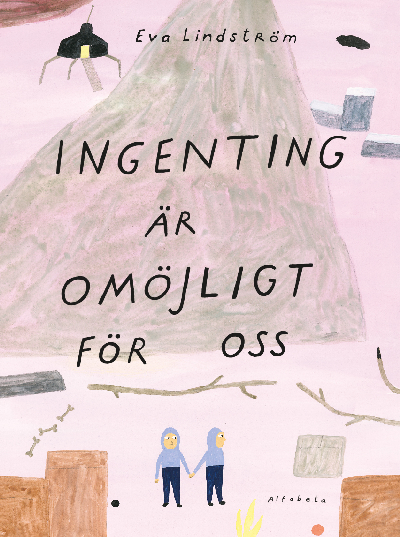 Eva Lindström
INGENTING
ÄR
OMÖJLIGT
FÖR OSS
Alfabeta